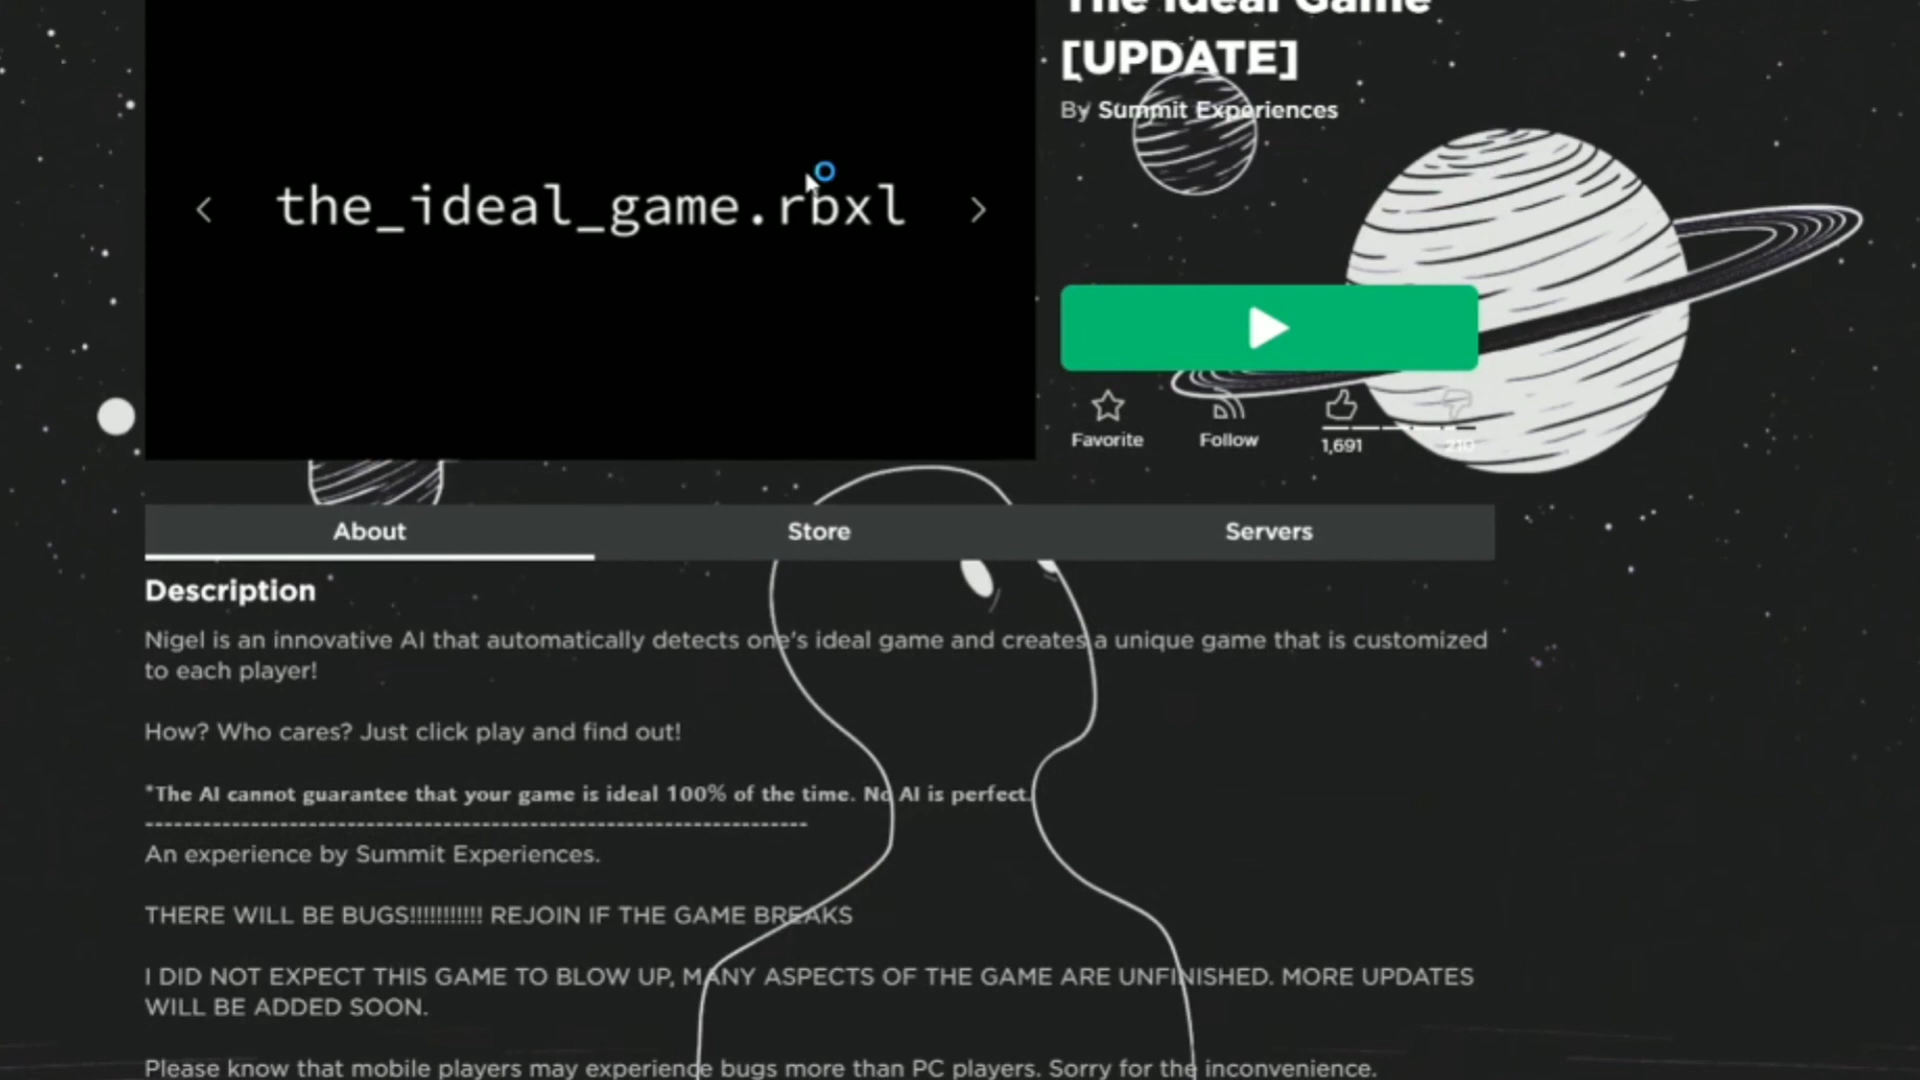 The Ideal Game
[UPDATE]
By Summit Experiences
the_ideal_game.rbxl
Favorite
Follow
1,691
210
About
Store
Servers
Description
Nigel is an innovative AI that automatically detects one's ideal game and creates a unique game that is customized
to each player!
How? Who cares? Just click play and find out!
*The AI cannot guarantee that your game is ideal 100% of the time. No AI is perfect.
--------------------------------------------------------------------
An experience by Summit Experiences.
THERE WILL BE BUGS!!!!!!!!!!! REJOIN IF THE GAME BREAKS
I DID NOT EXPECT THIS GAME TO BLOW UP, MANY ASPECTS OF THE GAME ARE UNFINISHED. MORE UPDATES
WILL BE ADDED SOON.
Please know that mobile players may experience bugs more than PC players. Sorry for the inconvenience.